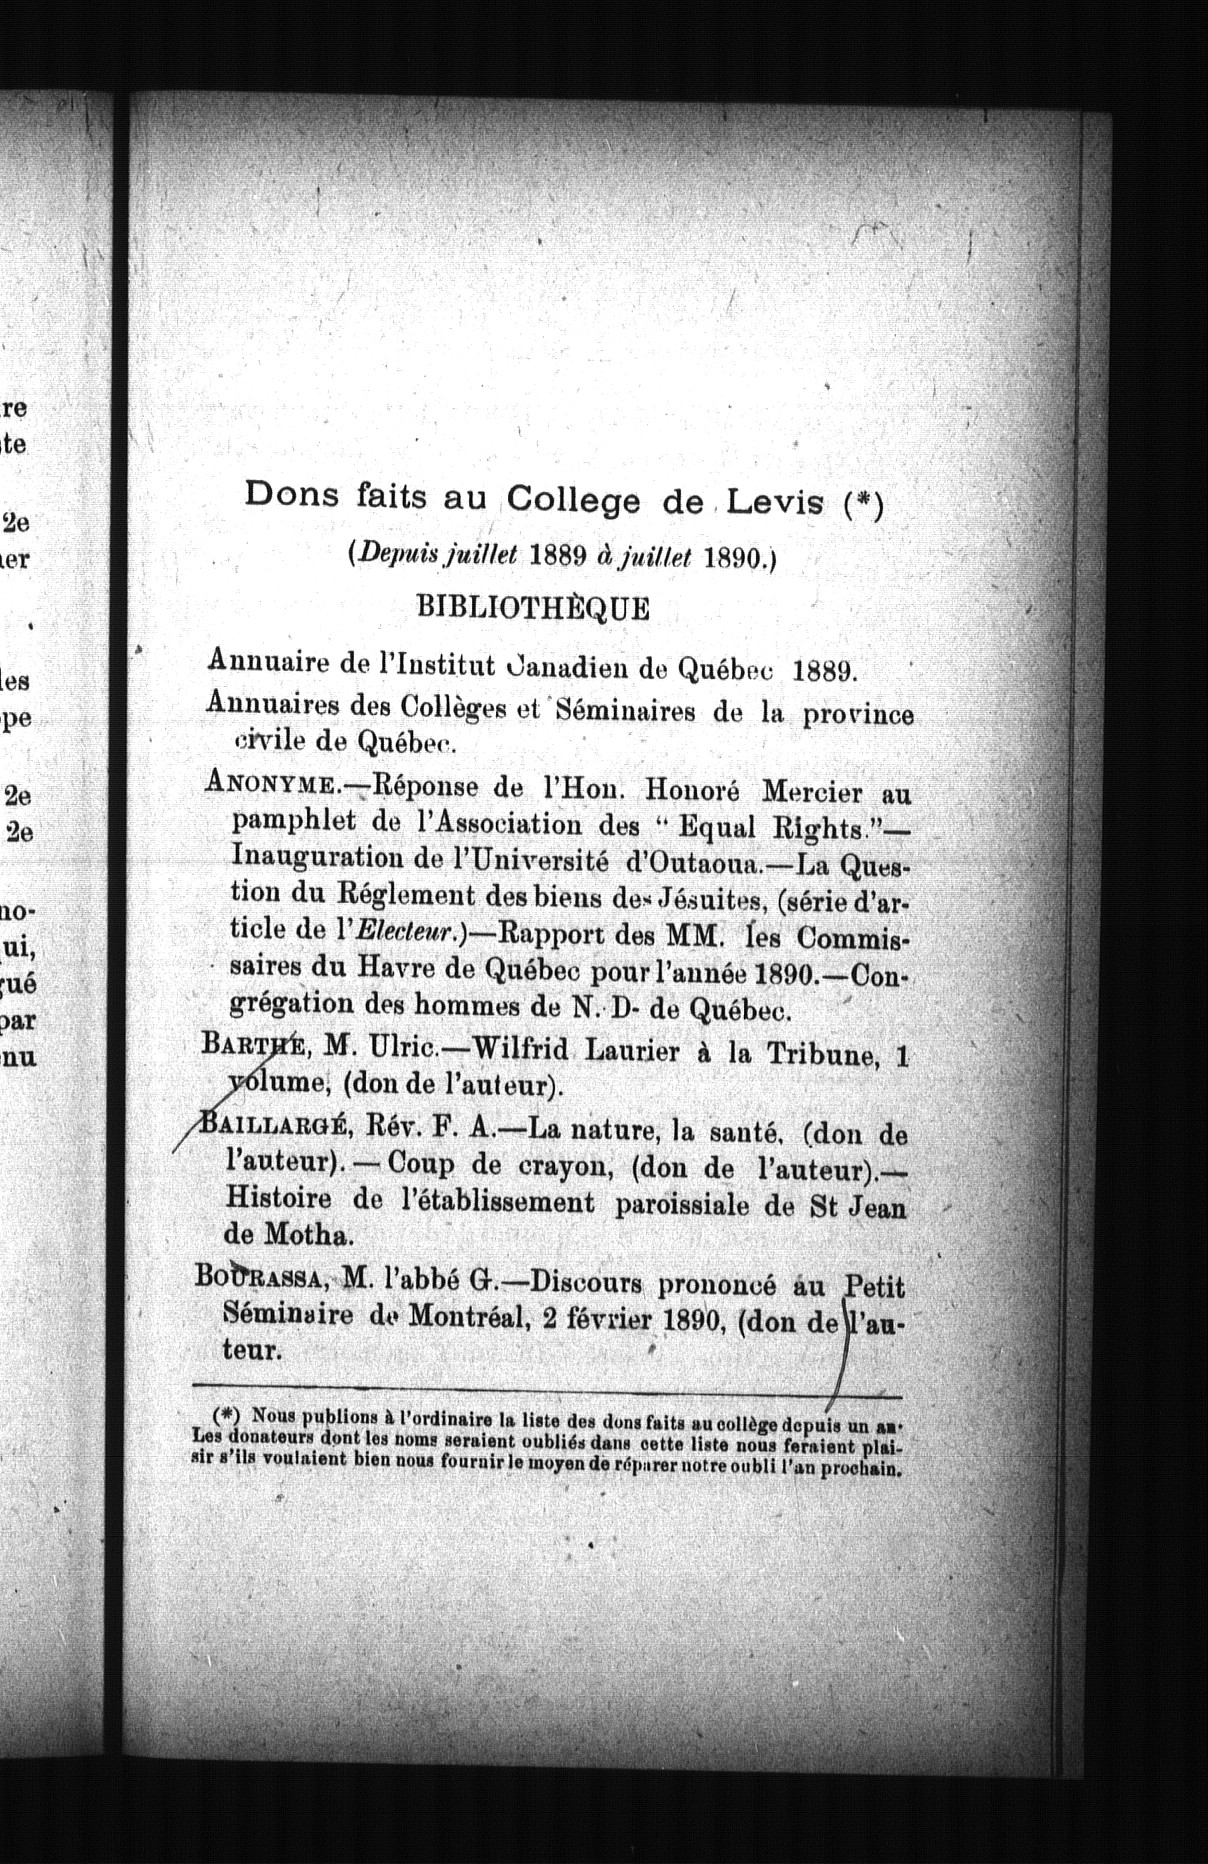 Dons faits au College de Levis (*)
(Depuis juillet 1889 à juillet 1890.)
BIBLIOTHÈQUE
Annuaire de l'Institut Canadien de Québec 1889.
Annuaires des Collèges et Séminaires de la province
civile de Québec.
ANONYME.—Réponse de l'Hon. Honoré Mercier au
pamphlet de l'Association des “ Equal Rights.”—
Inauguration de l'Université d'Outaoua.—La Ques-
tion du Réglement des biens des Jésuites, (série d'ar-
ticle de l'Electeur.)—Rapport des MM. les Commis-
saires du Havre de Québec pour l'année 1890.—Con-
grégation des hommes de N. D- de Québec.
BARTHÉ, M. Ulric.—Wilfrid Laurier à la Tribune, 1
volume, (don de l'auteur).
BAILLARGÉ, Rév. F. A.—La nature, la santé, (don de
l'auteur).—Coup de crayon, (don de l'auteur).—
Histoire de l'établissement paroissiale de St Jean
de Motha.
BOURASSA, M. l'abbé G.—Discours prononcé au Petit
Séminaire de Montréal, 2 février 1890, (don de l'au-
teur.
(*) Nous publions à l'ordinaire la liste des dons faits au collège depuis un an.
Les donateurs dont les noms seraient oubliés dans cette liste nous feraient plai-
sir s'ils voulaient bien nous fournir le moyen de réparer notre oubli l'an prochain.